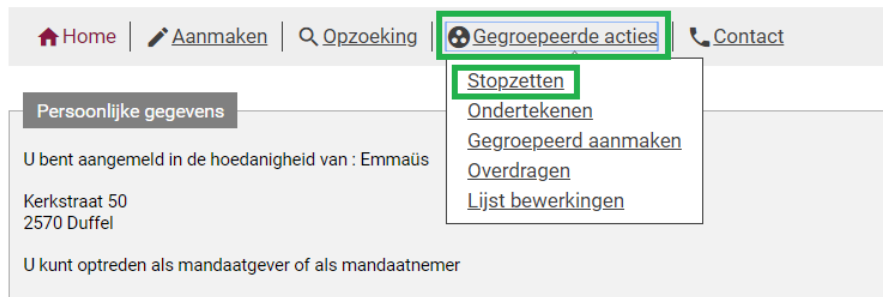 Home Aanmaken Opzoeking Gegroepeerde acties Contact
Stopzetten
Ondertekenen
Gegroepeerd aanmaken
Overdragen
Lijst bewerkingen
Persoonlijke gegevens
U bent aangemeld in de hoedanigheid van : Emmaüs
Kerkstraat 50
2570 Duffel
U kunt optreden als mandaatgever of als mandaatnemer